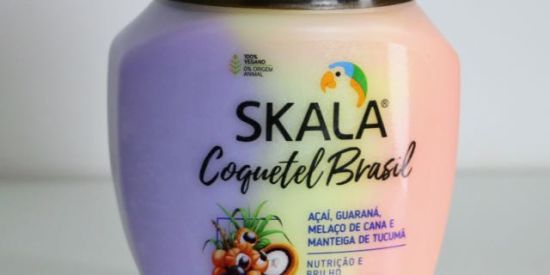 100%
VEGANO
0% ORIGEM
ANIMAL
SKALA®
Coquetel Brasil
AÇAÍ, GUARANÁ,
MELAÇO DE CANA E
MANTEIGA DE TUCUMÃ
NUTRIÇÃO E
BRILHO